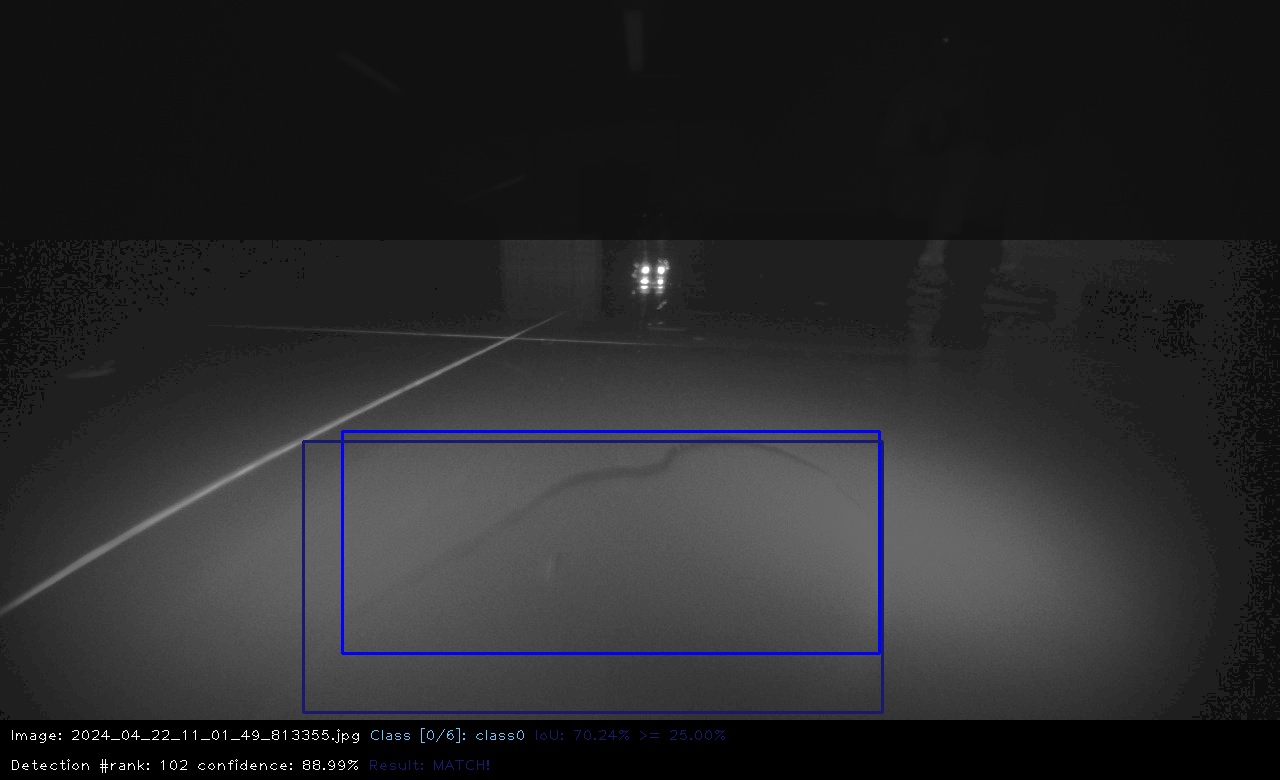 Image: 2024_04_22_11_01_49_813355.jpg Class [0/6]: class0 IoU: 70.24% >= 25.00%
Detection #rank: 102 confidence: 88.99% Result: MATCH!